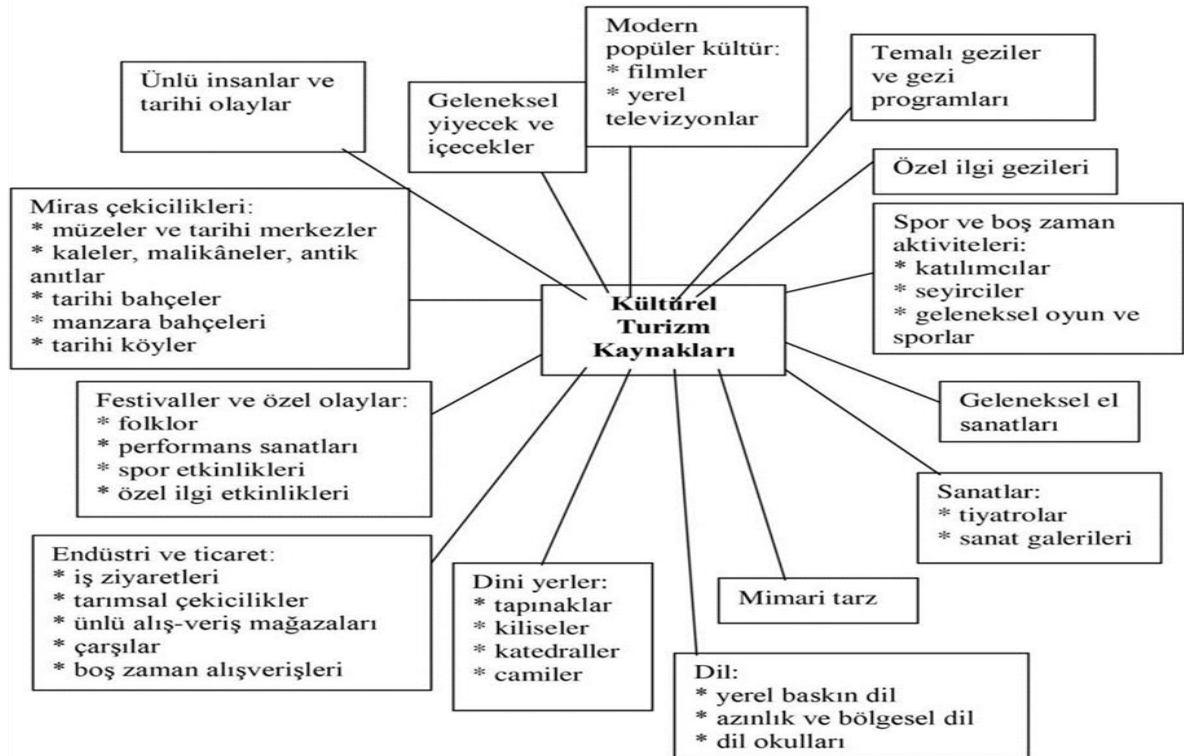 Ünlü insanlar ve
tarihi olaylar
Geleneksel
yiyecek ve
içecekler
Modern
popüler kültür:
* filmler
* yerel
televizyonlar
Temalı geziler
ve gezi
programları
Özel ilgi gezileri
Miras çekicilikleri:
* müzeler ve tarihi merkezler
* kaleler, malikâneler, antik
anıtlar
* tarihi bahçeler
* manzara bahçeleri
* tarihi köyler
Spor ve boş zaman
aktiviteleri:
* katılımcılar
* seyirciler
* geleneksel oyun ve
sporlar
Kültürel
Turizm
Kaynakları
Festivaller ve özel olaylar:
* folklor
* performans sanatları
* spor etkinlikleri
* özel ilgi etkinlikleri
Geleneksel el
sanatları
Sanatlar:
* tiyatrolar
* sanat galerileri
Endüstri ve ticaret:
* iş ziyaretleri
* tarımsal çekicilikler
* ünlü alış-veriş mağazaları
* çarşılar
* boş zaman alışverişleri
Dini yerler:
* tapınaklar
* kiliseler
* katedraller
* camiler
Mimari tarz
Dil:
* yerel baskın dil
* azınlık ve bölgesel dil
* dil okulları